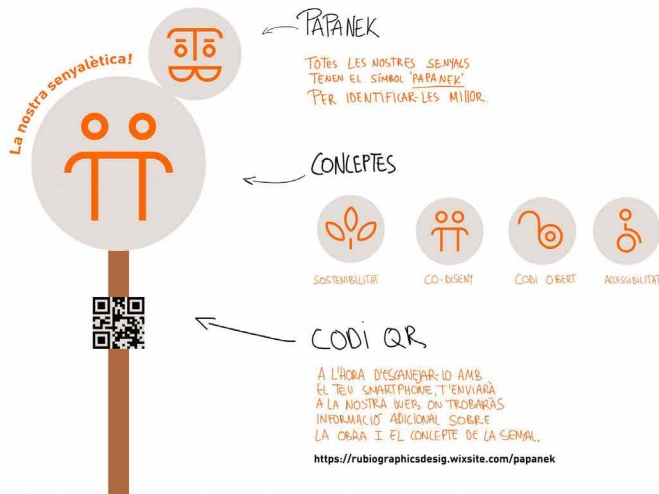 La nostra senyalètica!
PAPANEK
TOTES LES NOSTRES SENYALS
TENEN EL SÍMBOL 'PAPANEK'
PER IDENTIFICAR-LES MILLOR
CONCEPTES
SOSTENIBILITAT
CO-DISENY
CODI OBERT
ACCESSIBILITAT
CODI QR
A L'HORA D'ESCANEJAR-LO AMB
EL TEU SMARTPHONE, T'ENVIARÀ
A LA NOSTRA WEB ON TROBARÀS
INFORMACIÓ ADICIONAL SOBRE
LA OBRA I EL CONCEPTE DE LA SENYAL.
https://rubiographicsdesig.wixsite.com/papanek